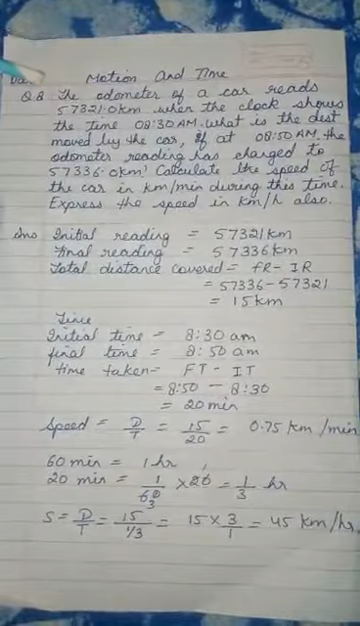 Motion And Time
Q.8 The odometer of a car reads
57321.0km when the clock shows
the time 08:30 AM. what is the dist
moved by the car, if at 08:50 AM. the
odometer reading has changed to
57336.0km? Calculate the speed of
the car in km/min during this time.
Express the speed in km/h also.
Ans Initial reading = 57321km
final reading = 57336km
Total distance covered = FR - IR
= 57336-57321
= 15km
Time
Initial time = 8:30 am
final time = 8:50 am
time taken= FT - IT
= 8:50 - 8:30
= 20 min
Speed = D/T = 15/20 = 0.75 km/min
60 min = 1 hr
20 min = 1/60 × 20 = 1/3 hr
S = D/T = 15/1/3 = 15 × 3/1 = 45 km/hr.